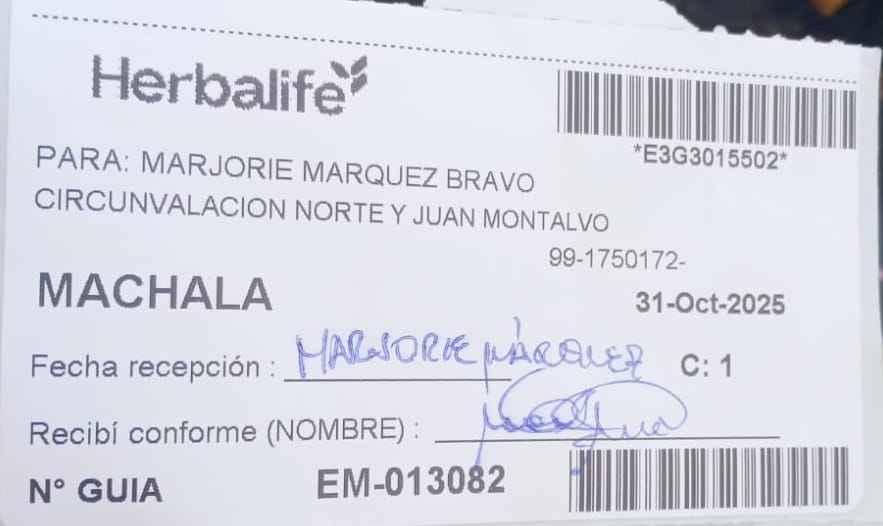 Herbalife
*E3G3015502*
PARA: MARJORIE MARQUEZ BRAVO
CIRCUNVALACION NORTE Y JUAN MONTALVO
99-1750172-
MACHALA
31-Oct-2025
Fecha recepción : MARJORIE MÁRQUEZ C: 1
Recibí conforme (NOMBRE) :
N° GUIA EM-013082